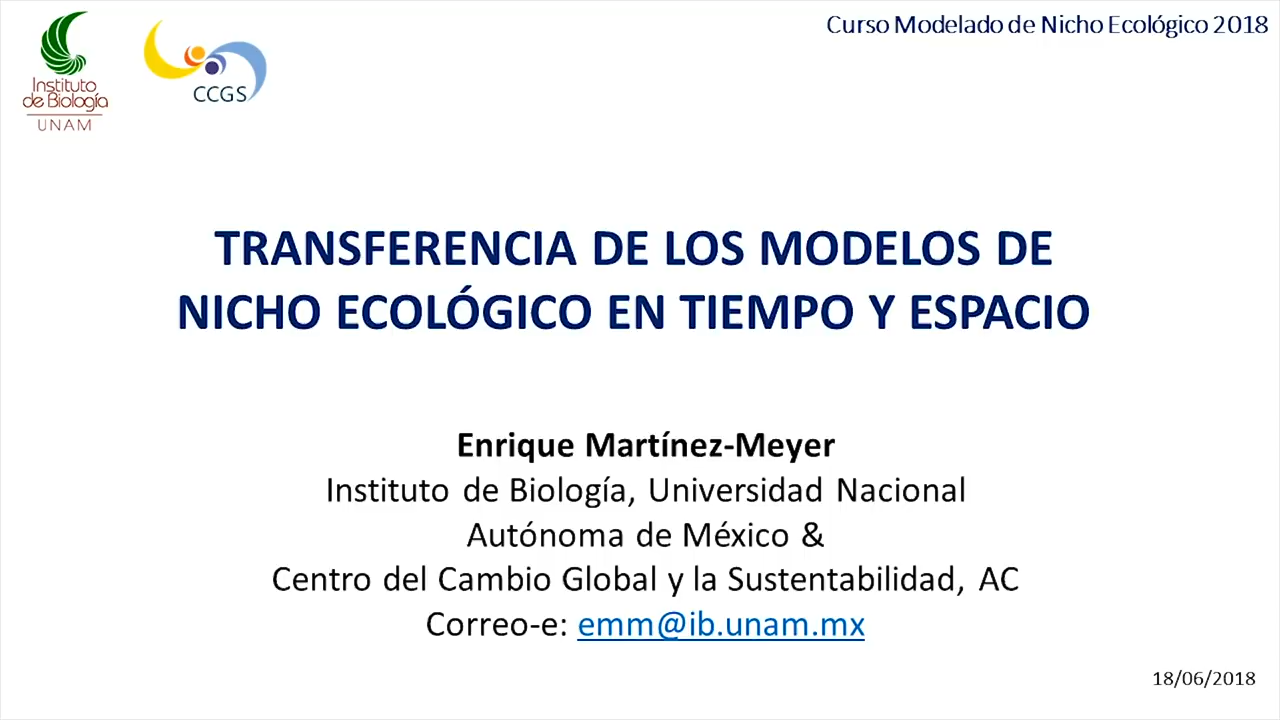 Instituto
de Biología
UNAM
CCGS
Curso Modelado de Nicho Ecológico 2018
TRANSFERENCIA DE LOS MODELOS DE
NICHO ECOLÓGICO EN TIEMPO Y ESPACIO
Enrique Martínez-Meyer
Instituto de Biología, Universidad Nacional
Autónoma de México &
Centro del Cambio Global y la Sustentabilidad, AC
Correo-e: emm@ib.unam.mx
18/06/2018